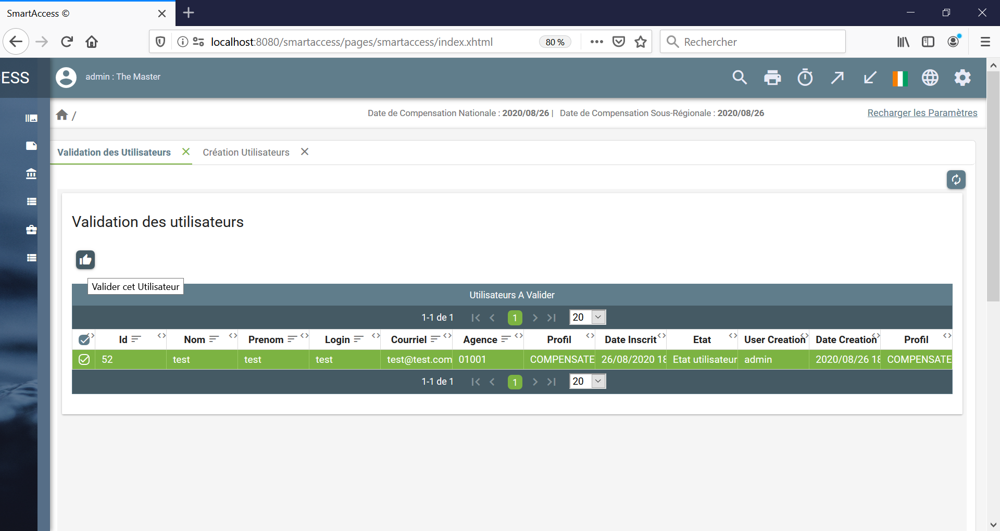 SmartAccess ©
localhost:8080/smartaccess/pages/smartaccess/index.xhtml
80 %
Rechercher
ESS
admin : The Master
/
Date de Compensation Nationale : 2020/08/26 | Date de Compensation Sous-Régionale : 2020/08/26
Recharger les Paramètres
Validation des Utilisateurs
Création Utilisateurs
Validation des utilisateurs
Valider cet Utilisateur
Utilisateurs A Valider
1-1 de 1 1 20
Id Nom Prenom Login Courriel Agence Profil Date Inscrit Etat User Creation Date Creation Profil
52 test test test test@test.com 01001 COMPENSATE 26/08/2020 18 Etat utilisateur admin 2020/08/26 18 COMPENSATE
1-1 de 1 1 20